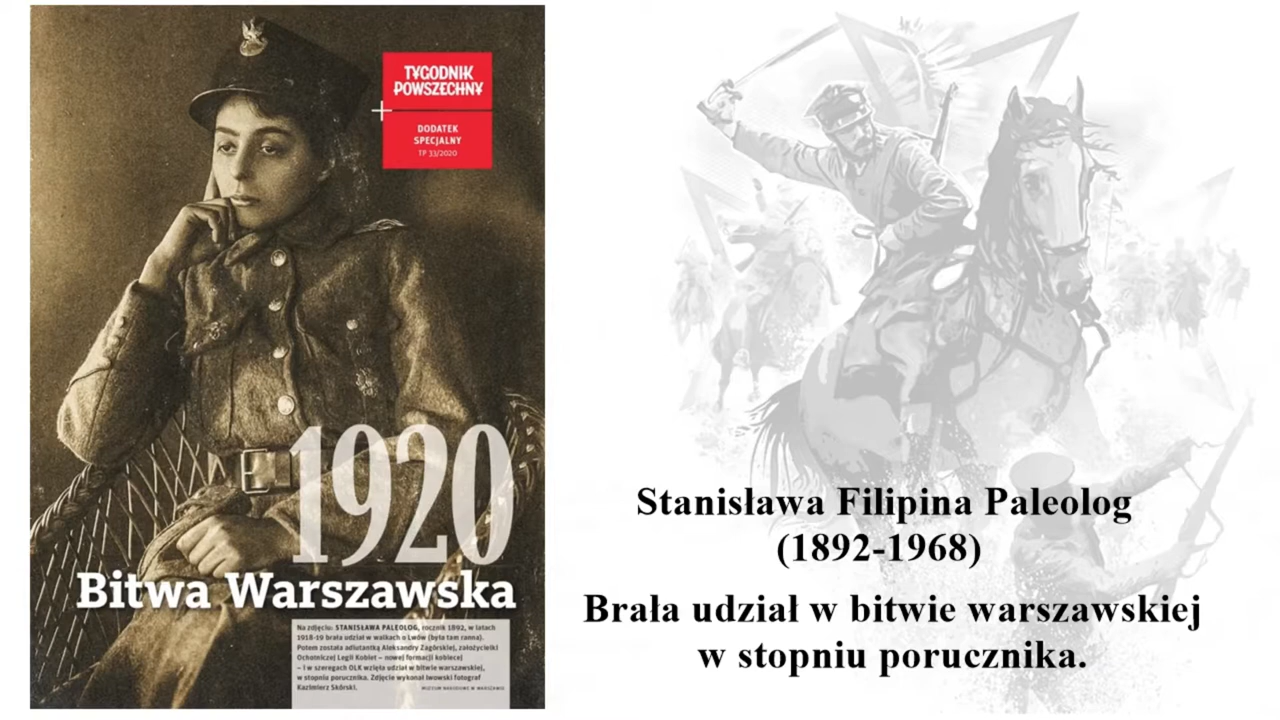 TYGODNIK
POWSZECHNY
DODATEK
SPECJALNY
TP 33/2020
1920
Bitwa Warszawska
Na zdjęciu: STANISŁAWA PALEOLOG, rocznik 1892, w latach
1918-19 brała udział w walkach o Lwów (była tam ranna).
Potem została adiutantką Aleksandry Zagórskiej, założycielki
Ochotniczej Legii Kobiet – nowej formacji kobiecej
– i w szeregach OLK wzięła udział w bitwie warszawskiej,
w stopniu porucznika. Zdjęcie wykonał lwowski fotograf
Kazimierz Skórski.
MUZEUM NARODOWE W WARSZAWIE
Stanisława Filipina Paleolog
(1892-1968)
Brała udział w bitwie warszawskiej
w stopniu porucznika.